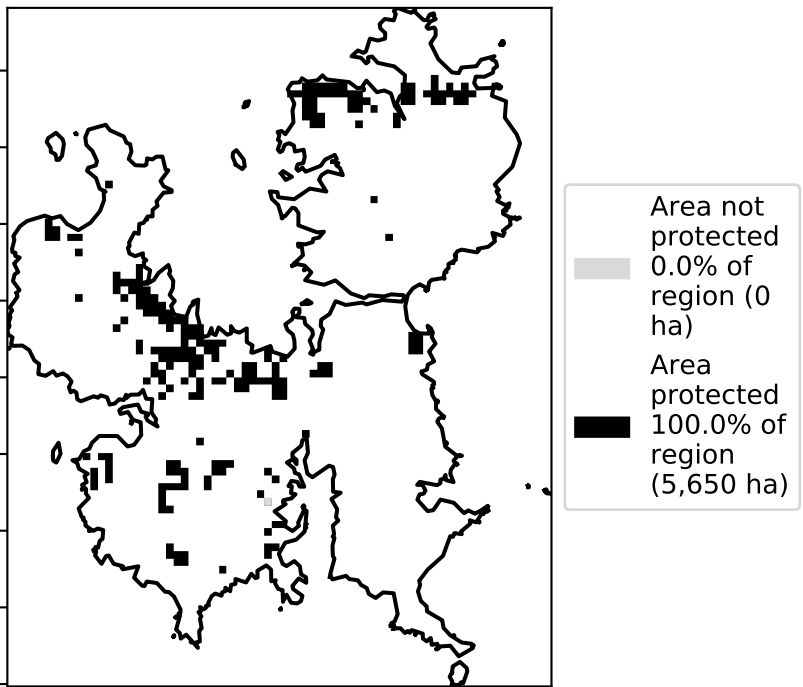 Area not
protected
0.0% of
region (0
ha)
Area
protected
100.0% of
region
(5,650 ha)